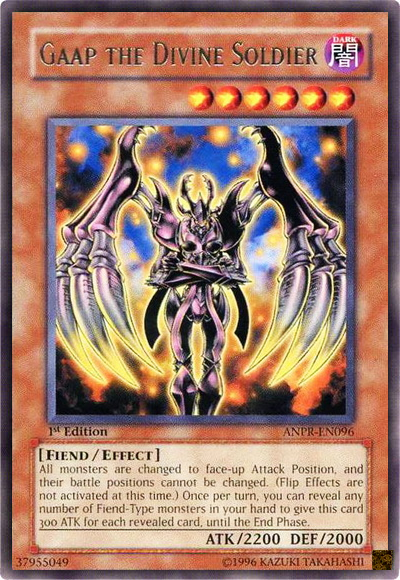 GAAP THE DIVINE SOLDIER
DARK
闇
1st Edition
ANPR-EN096
[FIEND / EFFECT]
All monsters are changed to face-up Attack Position, and
their battle positions cannot be changed. (Flip Effects are
not activated at this time.) Once per turn, you can reveal any
number of Fiend-Type monsters in your hand to give this card
300 ATK for each revealed card, until the End Phase.
ATK/2200 DEF/2000
37955049
©1996 KAZUKI TAKAHASHI